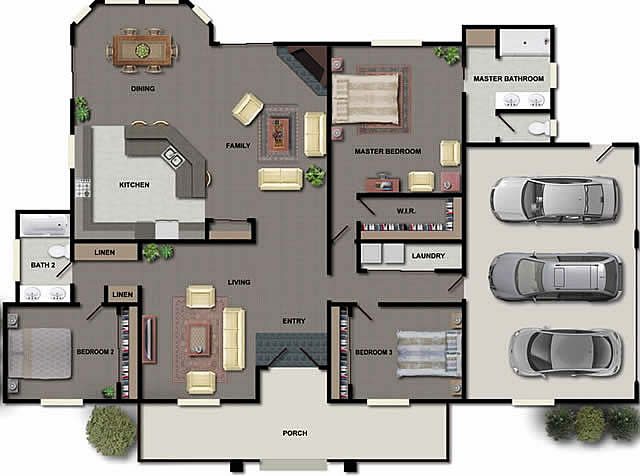 DINING
MASTER BATHROOM
FAMILY
MASTER BEDROOM
KITCHEN
W.I.R.
LINEN
LAUNDRY
BATH 2
LIVING
LINEN
ENTRY
BEDROOM 2
BEDROOM 3
PORCH